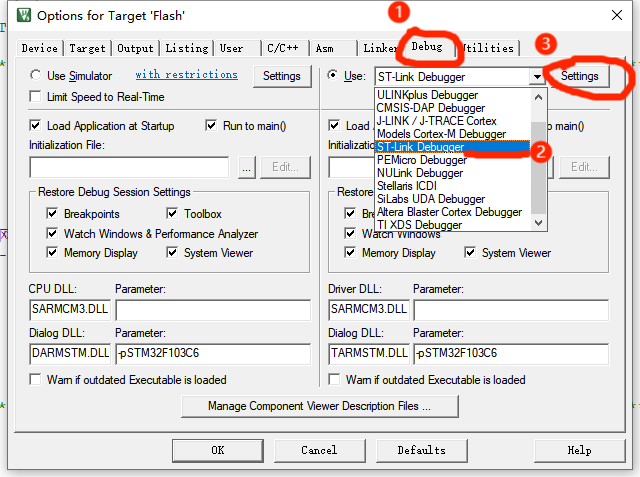 Options for Target 'Flash'
1
3
Device Target Output Listing User C/C++ Asm Linker Debug Utilities
Use Simulator with restrictions Settings
Use: ST-Link Debugger Settings
Limit Speed to Real-Time
ULINKplus Debugger
CMSIS-DAP Debugger
J-LINK / J-TRACE Cortex
Models Cortex-M Debugger
ST-Link Debugger
2
PEMicro Debugger
NULink Debugger
Stellaris ICDI
SiLabs UDA Debugger
Altera Blaster Cortex Debugger
TI XDS Debugger
Load Application at Startup Run to main()
Initialization File:
... Edit...
Restore Debug Session Settings
Breakpoints Toolbox
Watch Windows & Performance Analyzer
Memory Display System Viewer
CPU DLL: Parameter:
SARMCM3.DLL
Dialog DLL: Parameter:
DARMSTM.DLL -pSTM32F103C6
Warn if outdated Executable is loaded
Load main()
Edit...
Restore
Watch Windows
Memory Display System Viewer
Driver DLL: Parameter:
SARMCM3.DLL
Dialog DLL: Parameter:
TARMSTM.DLL -pSTM32F103C6
Warn if outdated Executable is loaded
Manage Component Viewer Description Files ...
OK Cancel Defaults Help